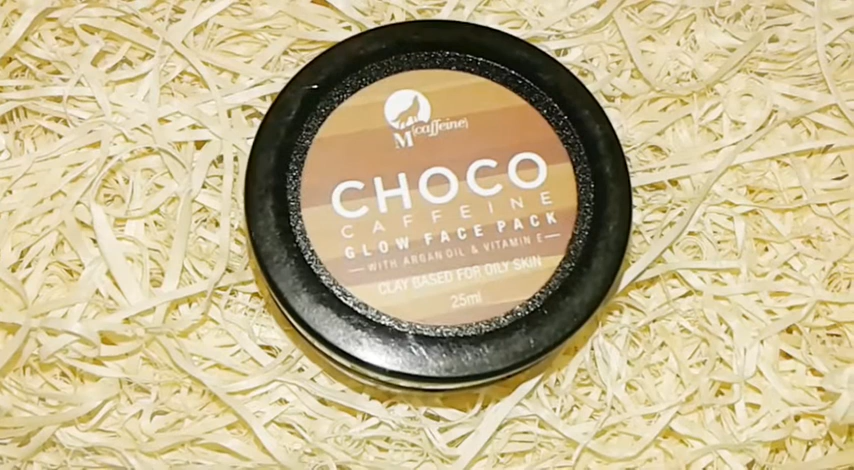 M(caffeine)
CHOCO
CAFFEINE
GLOW FACE PACK
—WITH ARGAN OIL & VITAMIN E—
CLAY BASED FOR OILY SKIN
25ml